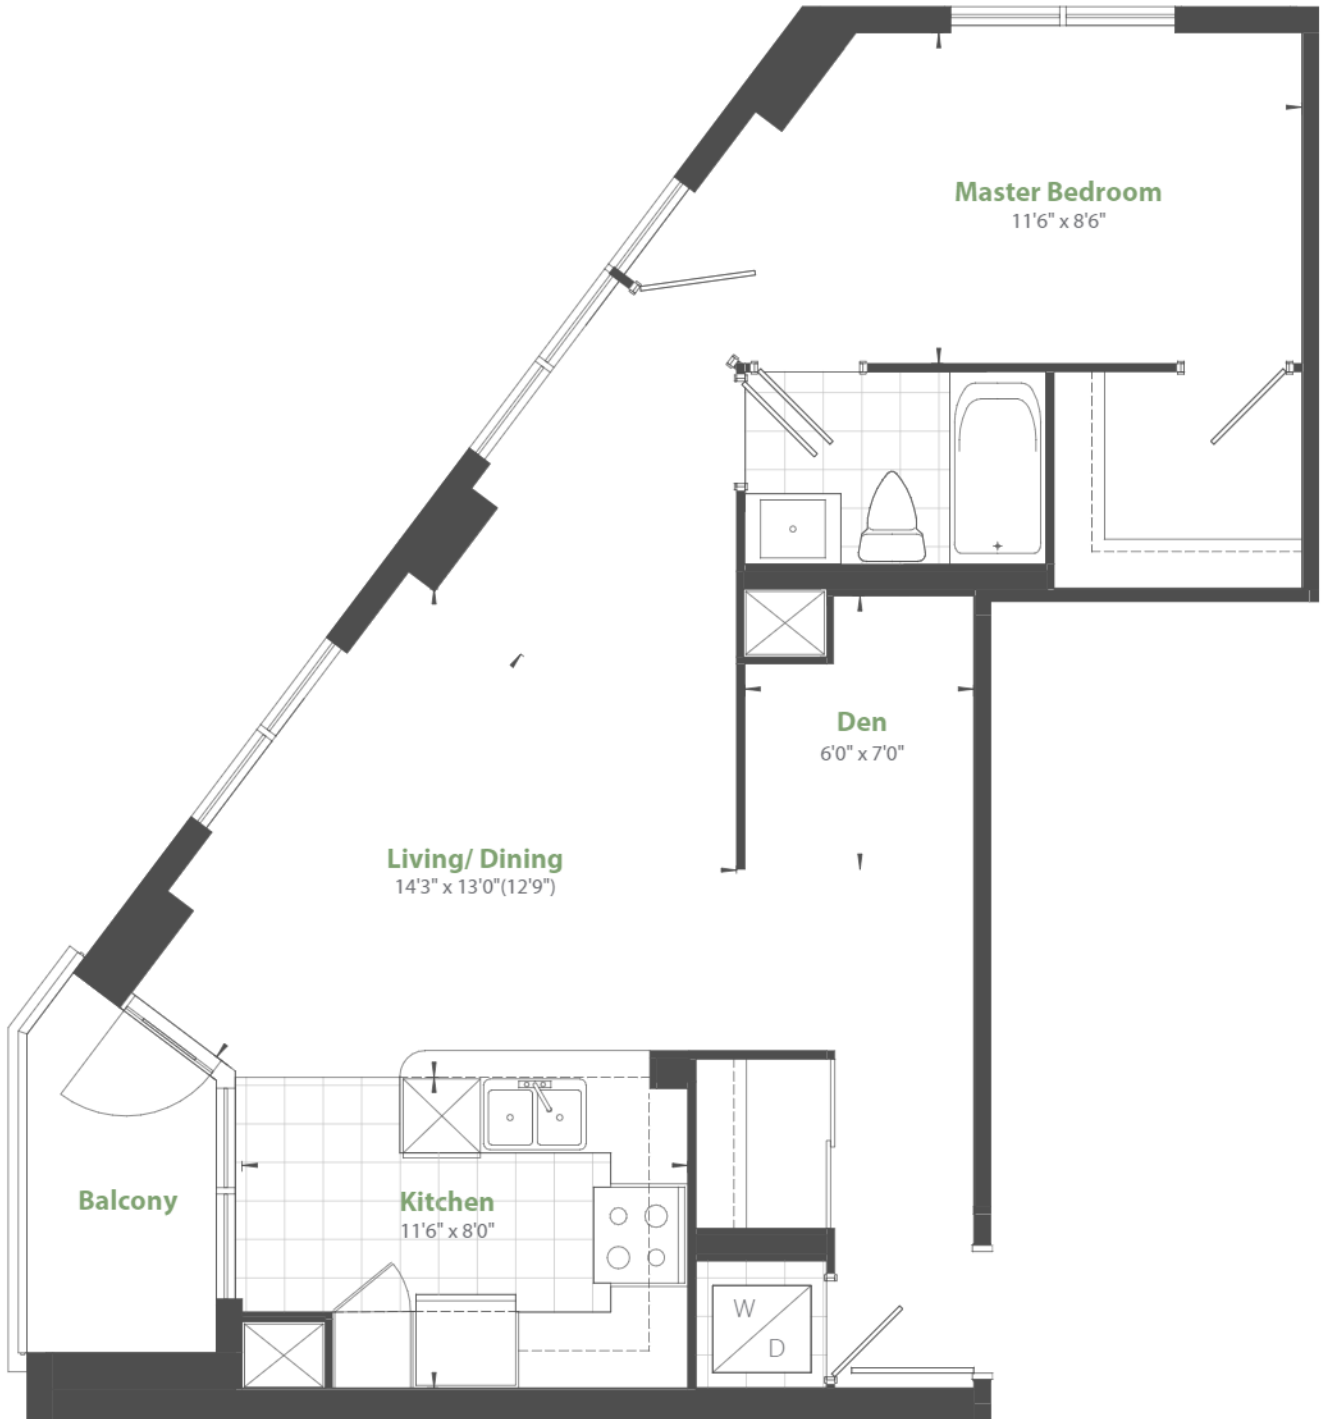 Master Bedroom
11'6" x 8'6"
Den
6'0" x 7'0"
Living/ Dining
14'3" x 13'0"(12'9")
Balcony
Kitchen
11'6" x 8'0"
W
D